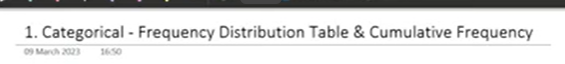 1. Categorical - Frequency Distribution Table & Cumulative Frequency
09 March 2023 16:50